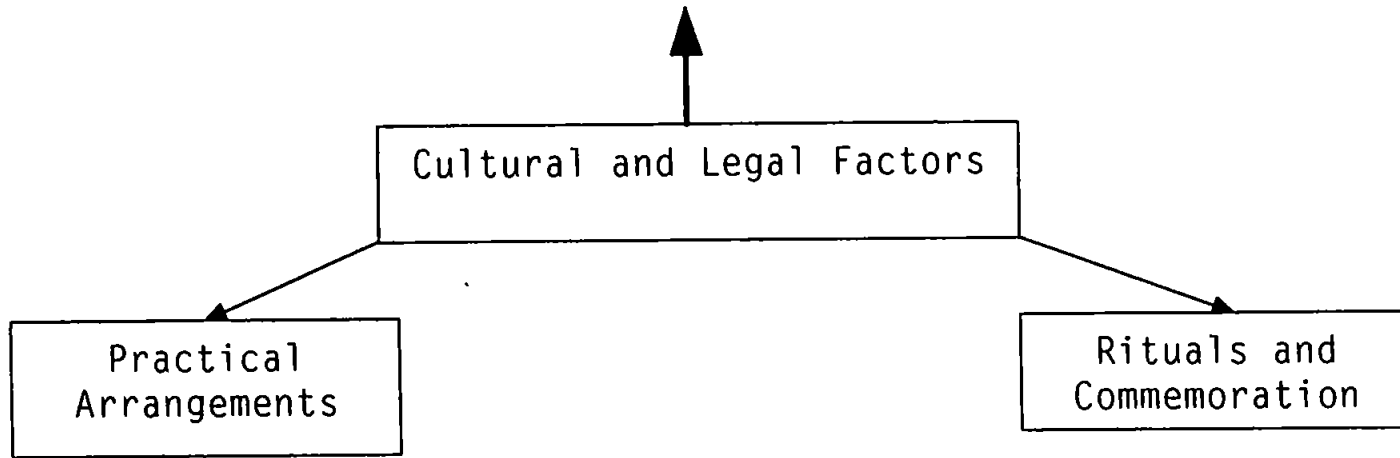 Cultural and Legal Factors
Practical
Arrangements
Rituals and
Commemoration